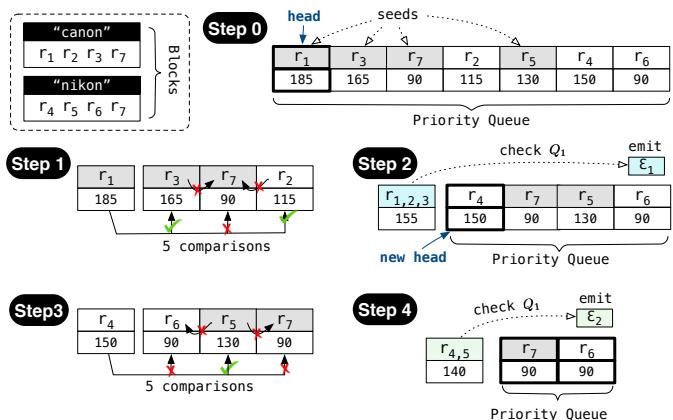 "canon"
r1 r2 r3 r7
"nikon"
r4 r5 r6 r7
Blocks
Step 0
head
seeds
r1 r3 r7 r2 r5 r4 r6
185 165 90 115 130 150 90
Priority Queue
Step 1
r1 r3 r7 r2
185 165 90 115
5 comparisons
Step 2
check Q1
emit
ℰ1
r1,2,3 r4 r7 r5 r6
155 150 90 130 90
new head
Priority Queue
Step3
r4 r6 r5 r7
150 90 130 90
5 comparisons
Step 4
check Q1
emit
ℰ2
r4,5 r7 r6
140 90 90
Priority Queue